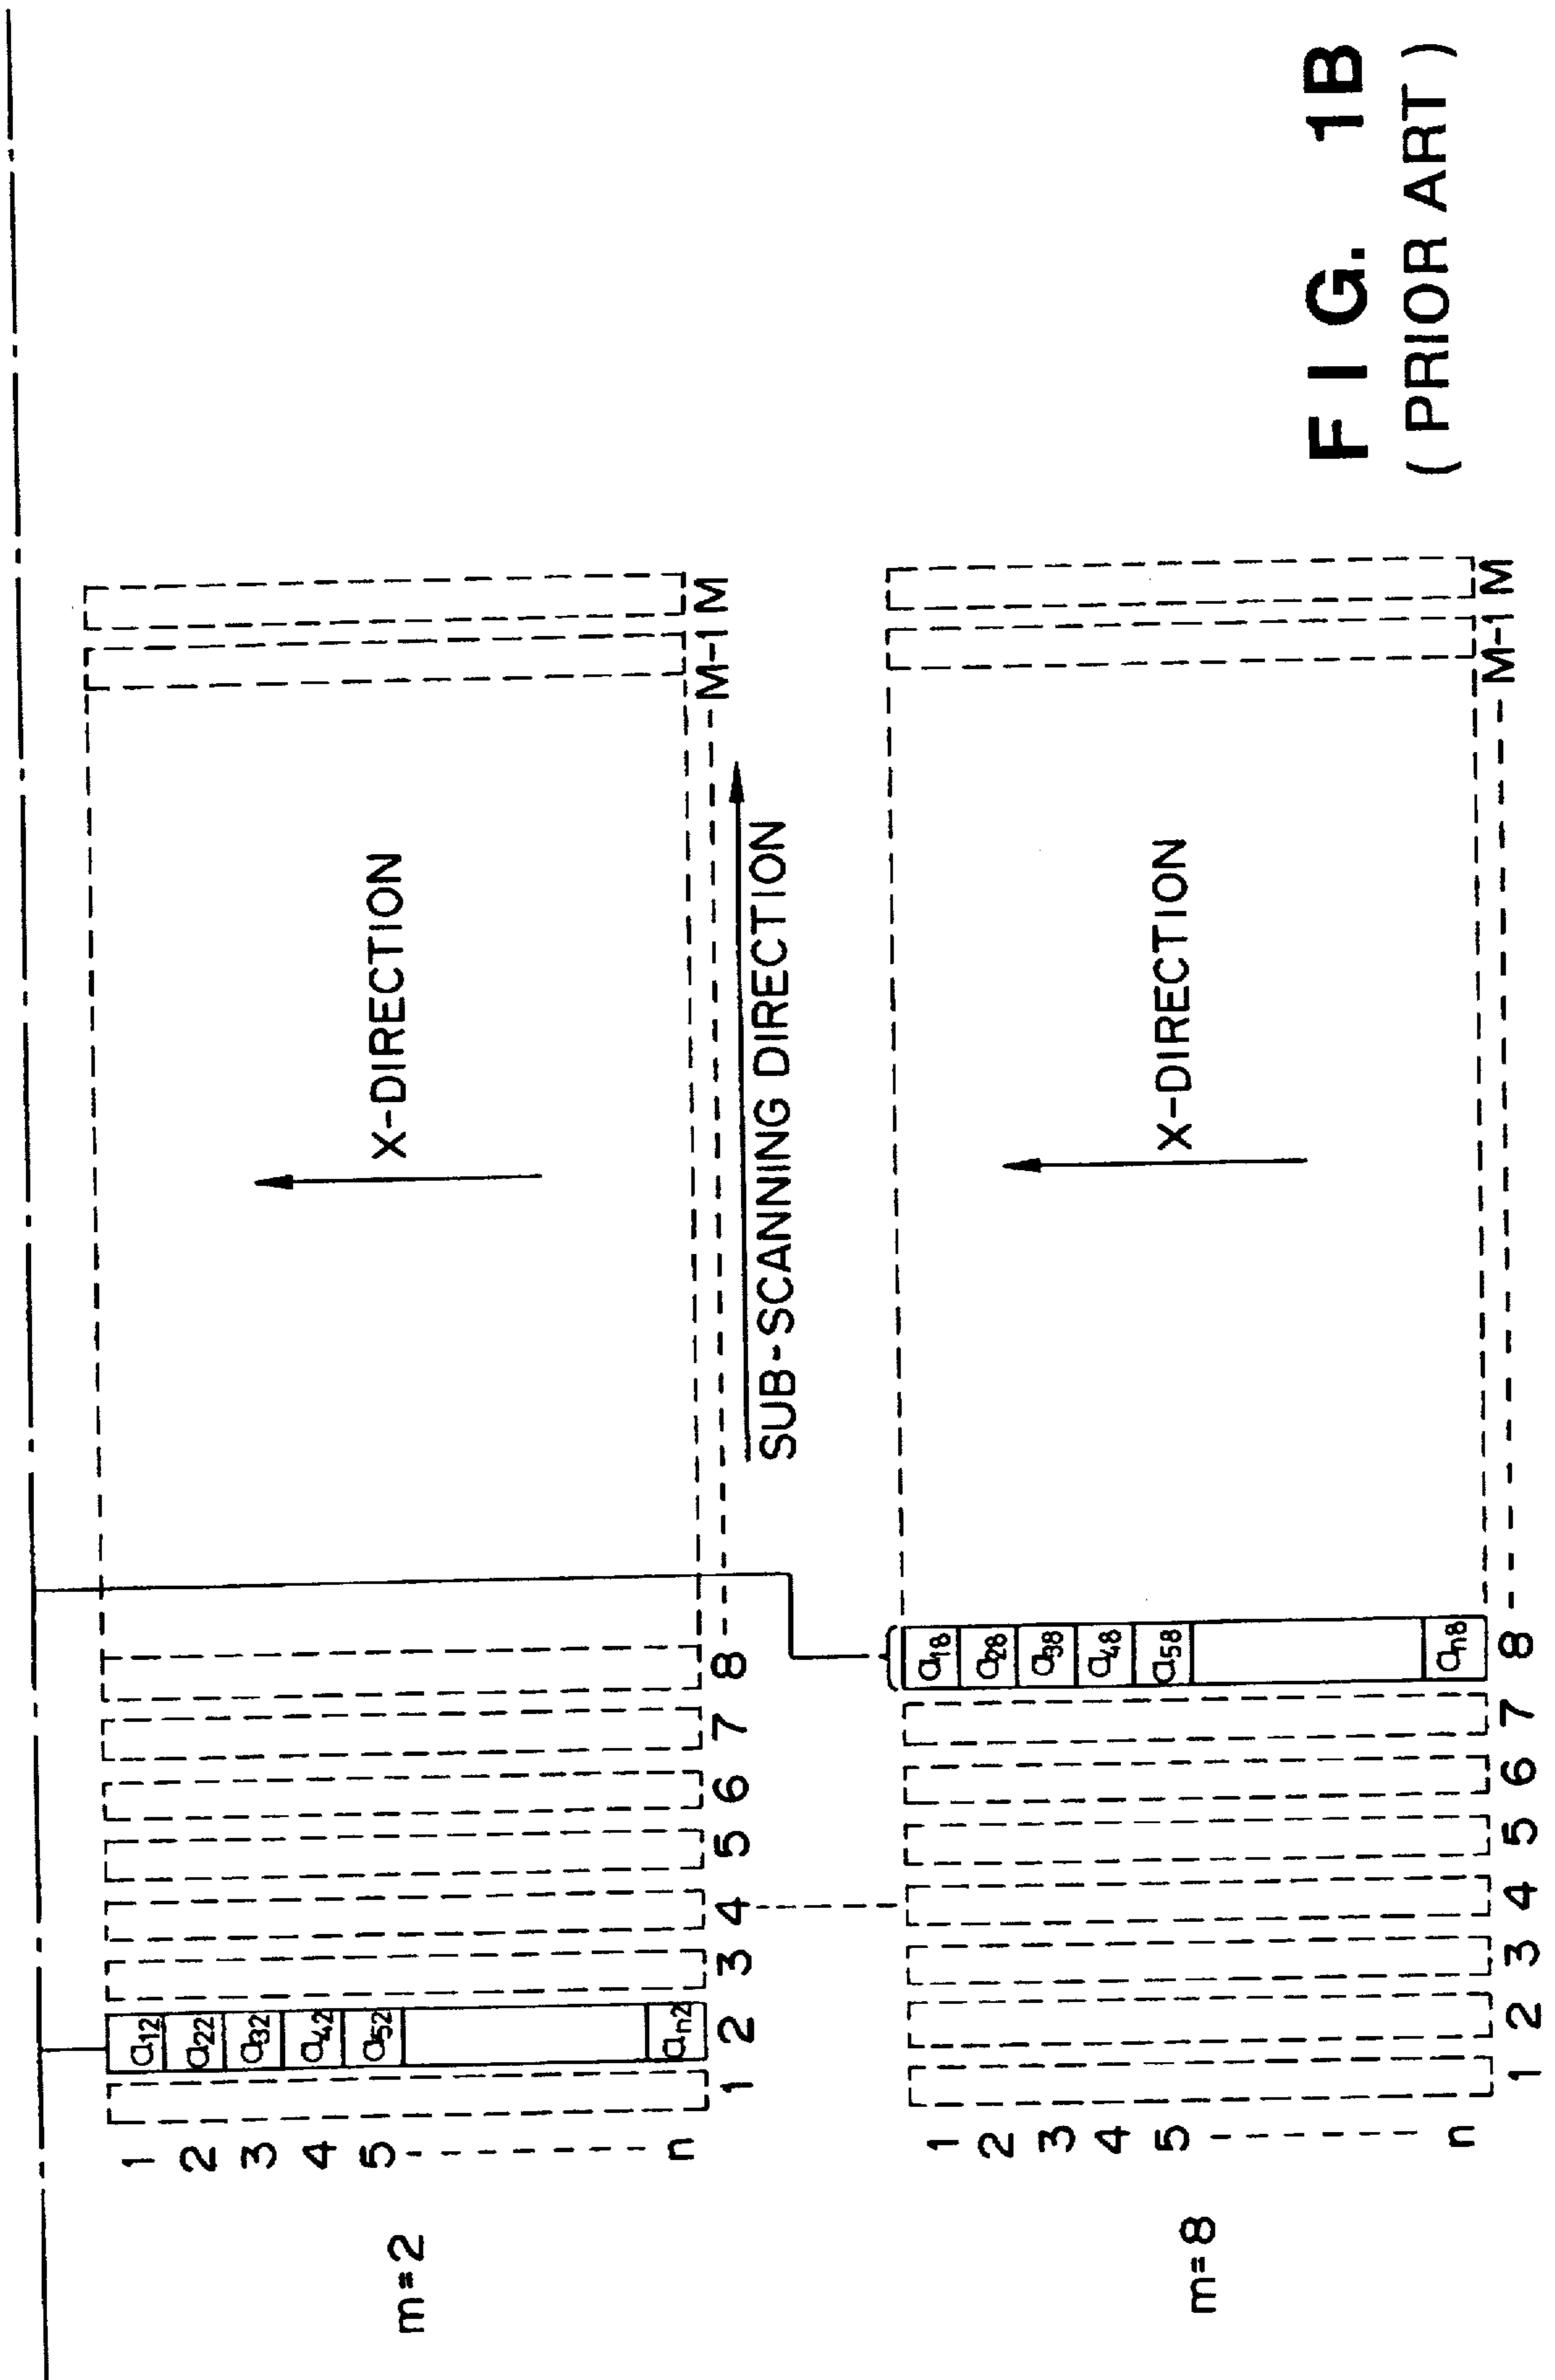 m=2
1
2
3
4
5
n
a12
a22
a32
a42
a52
an2
X-DIRECTION
1 2 3 4 5 6 7 8 M-1 M
SUB-SCANNING DIRECTION
m=8
1
2
3
4
5
n
a18
a28
a38
a48
a58
an8
X-DIRECTION
1 2 3 4 5 6 7 8 M-1 M
FIG. 1B
(PRIOR ART)